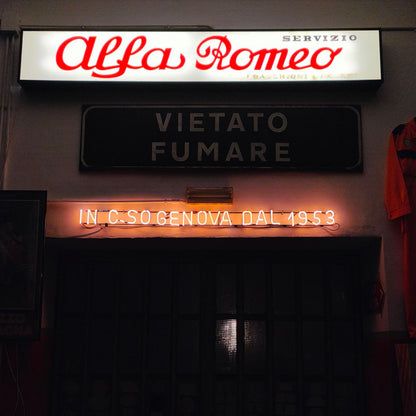 SERVIZIO
Alfa Romeo
VIETATO
FUMARE
IN C.SO GENOVA DAL 1953